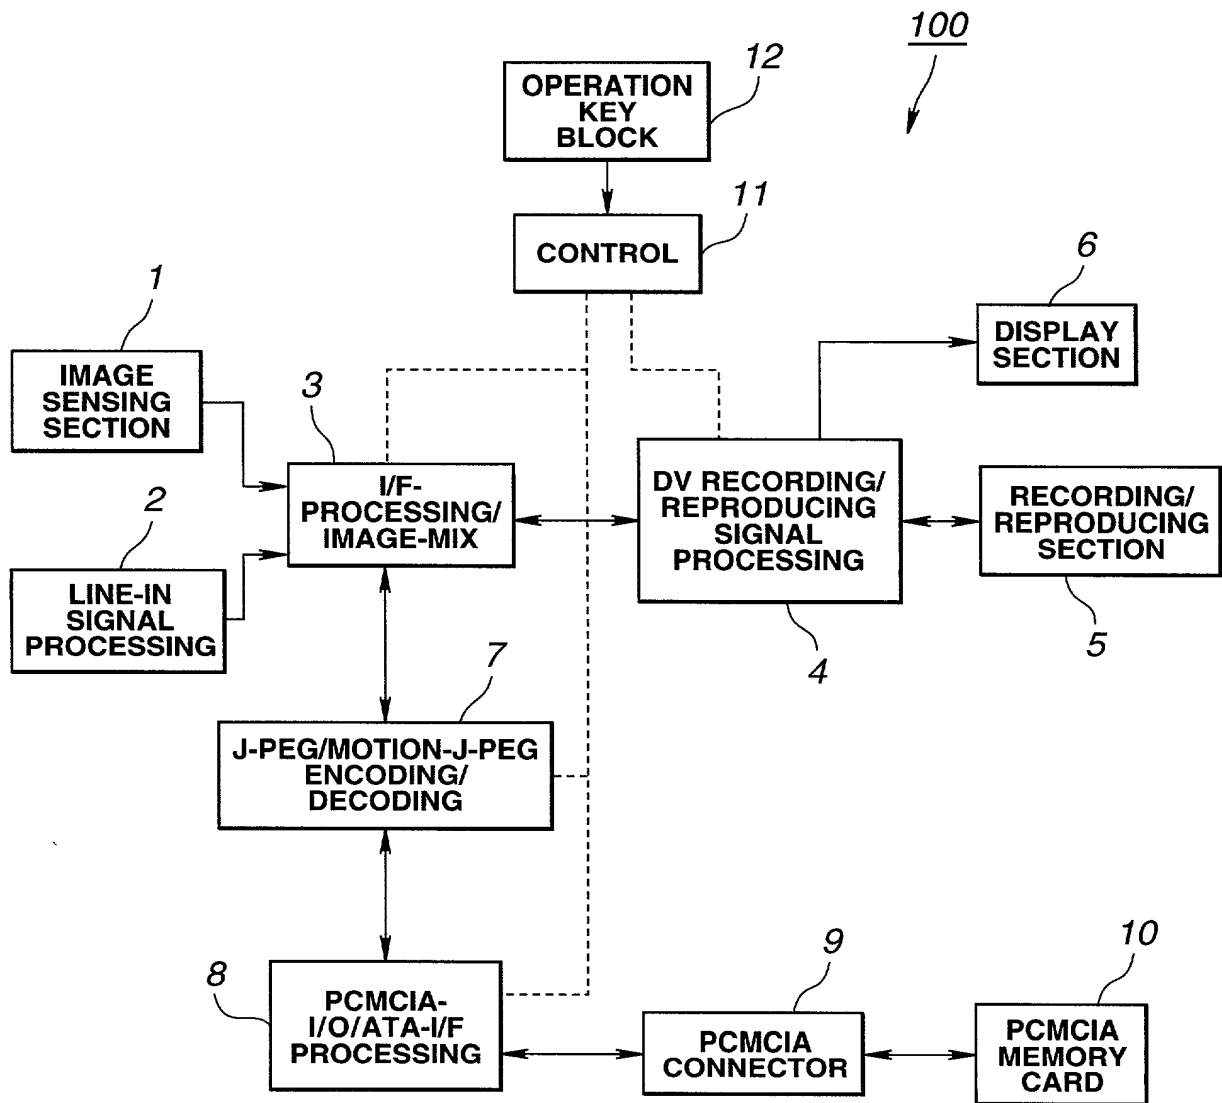 100
12
OPERATION
KEY
BLOCK
11
CONTROL
6
DISPLAY
SECTION
1
IMAGE
SENSING
SECTION
3
I/F-
PROCESSING/
IMAGE-MIX
DV RECORDING/
REPRODUCING
SIGNAL
PROCESSING
4
RECORDING/
REPRODUCING
SECTION
5
2
LINE-IN
SIGNAL
PROCESSING
7
J-PEG/MOTION-J-PEG
ENCODING/
DECODING
8
PCMCIA-
I/O/ATA-I/F
PROCESSING
9
PCMCIA
CONNECTOR
10
PCMCIA
MEMORY
CARD